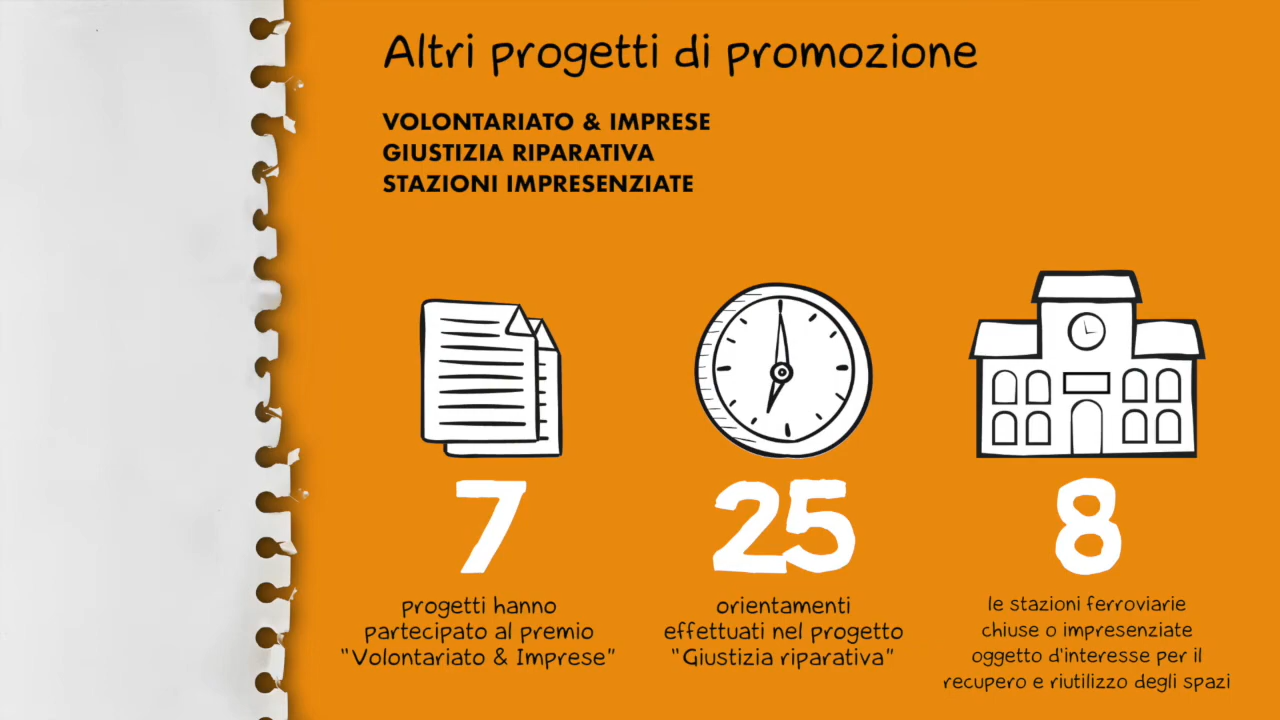 Altri progetti di promozione
VOLONTARIATO & IMPRESE
GIUSTIZIA RIPARATIVA
STAZIONI IMPRESENZIATE
7
progetti hanno
partecipato al premio
"Volontariato & Imprese"
25
orientamenti
effettuati nel progetto
"Giustizia riparativa"
8
le stazioni ferroviarie
chiuse o impresenziate
oggetto d'interesse per il
recupero e riutilizzo degli spazi